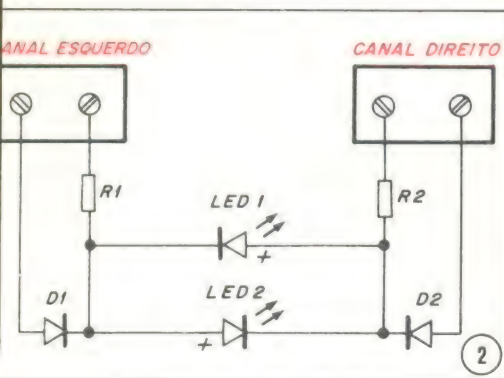 ANAL ESQUERDO
CANAL DIREITO
R1
LED 1
R2
+
D1
LED 2
D2
+
2